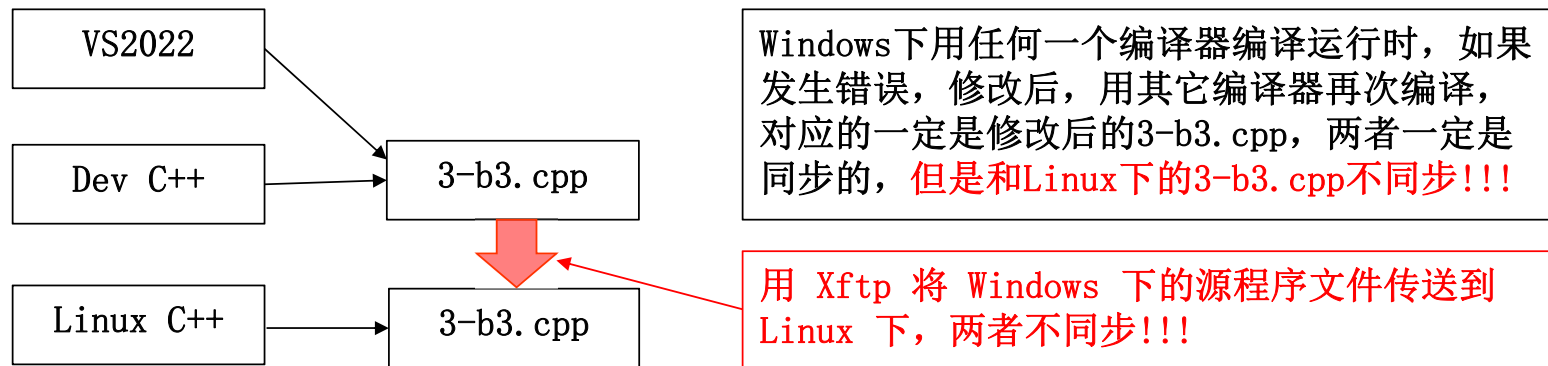 VS2022
Dev C++
Linux C++
3-b3.cpp
3-b3.cpp
Windows下用任何一个编译器编译运行时，如果
发生错误，修改后，用其它编译器再次编译，
对应的一定是修改后的3-b3.cpp，两者一定是
同步的，但是和Linux下的3-b3.cpp不同步!!!
用 Xftp 将 Windows 下的源程序文件传送到
Linux 下，两者不同步!!!